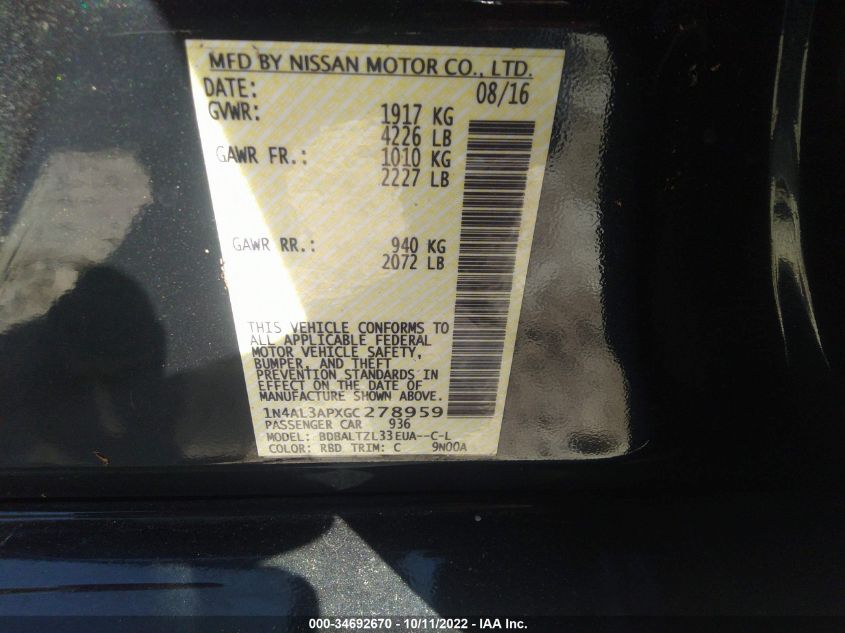 MFD BY NISSAN MOTOR CO., LTD.
DATE: 08/16
GVWR: 1917 KG
4226 LB
GAWR FR.: 1010 KG
2227 LB
GAWR RR.: 940 KG
2072 LB
THIS VEHICLE CONFORMS TO
ALL APPLICABLE FEDERAL
MOTOR VEHICLE SAFETY,
BUMPER, AND THEFT
PREVENTION STANDARDS IN
EFFECT ON THE DATE OF
MANUFACTURE SHOWN ABOVE.
1N4AL3APXGC278959
PASSENGER CAR 936
MODEL: BDBALTZL33EUA--C-L
COLOR: RBD TRIM: C 9N00A
000-34692670 - 10/11/2022 - IAA Inc.